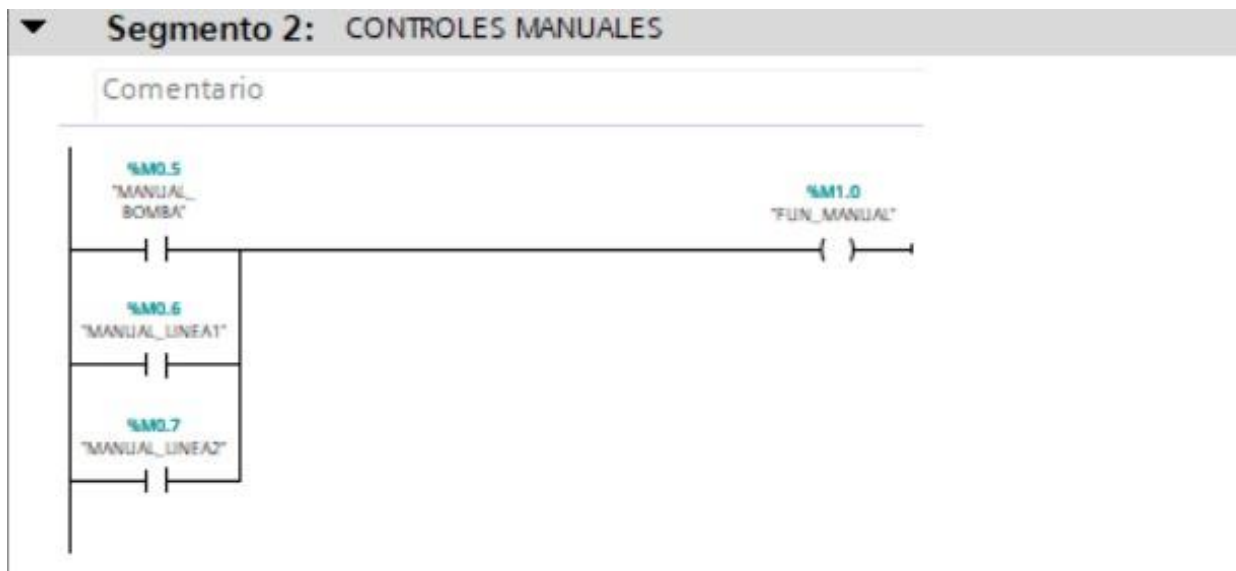 Segmento 2: CONTROLES MANUALES
Comentario
%M0.5
"MANUAL_
BOMBA"
%M1.0
"FUN_MANUAL"
%M0.6
"MANUAL_LINEA1"
%M0.7
"MANUAL_LINEA2"